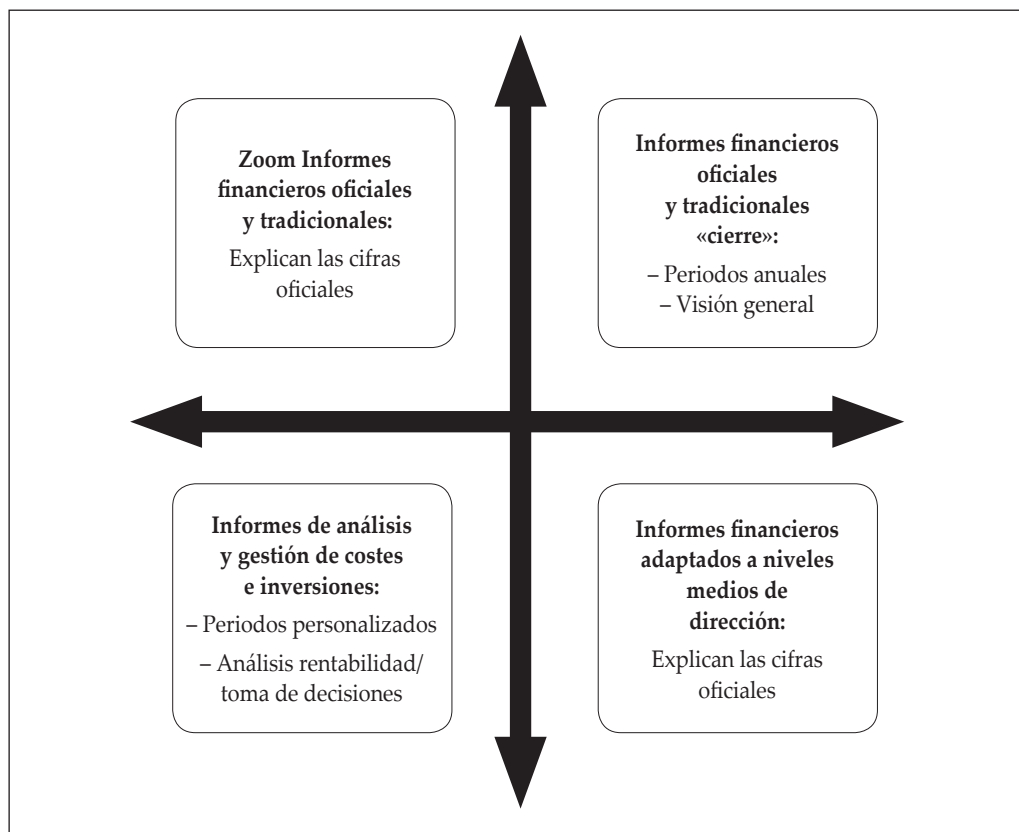 Zoom Informes
financieros oficiales
y tradicionales:
Explican las cifras
oficiales
Informes financieros
oficiales
y tradicionales
«cierre»:
– Periodos anuales
– Visión general
Informes de análisis
y gestión de costes
e inversiones:
– Periodos personalizados
– Análisis rentabilidad/
toma de decisiones
Informes financieros
adaptados a niveles
medios de
dirección:
Explican las cifras
oficiales